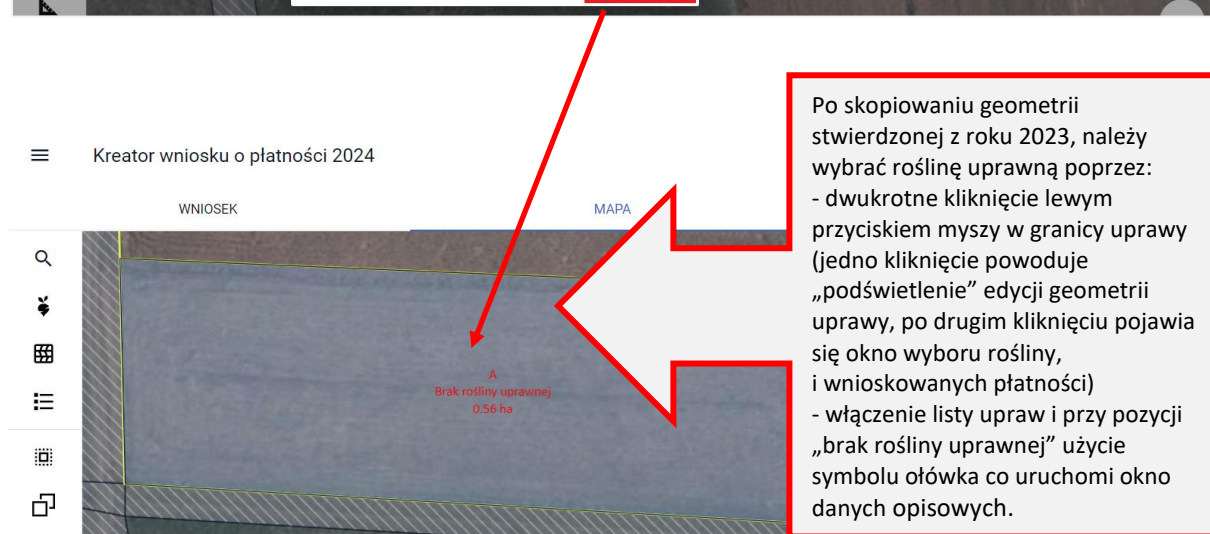 Kreator wniosku o płatności 2024
WNIOSEK
MAPA
A
Brak rośliny uprawnej
0.56 ha
Po skopiowaniu geometrii
stwierdzonej z roku 2023, należy
wybrać roślinę uprawną poprzez:
- dwukrotne kliknięcie lewym
przyciskiem myszy w granicy uprawy
(jedno kliknięcie powoduje
„podświetlenie” edycji geometrii
uprawy, po drugim kliknięciu pojawia
się okno wyboru rośliny,
i wnioskowanych płatności)
- włączenie listy upraw i przy pozycji
„brak rośliny uprawnej” użycie
symbolu ołówka co uruchomi okno
danych opisowych.